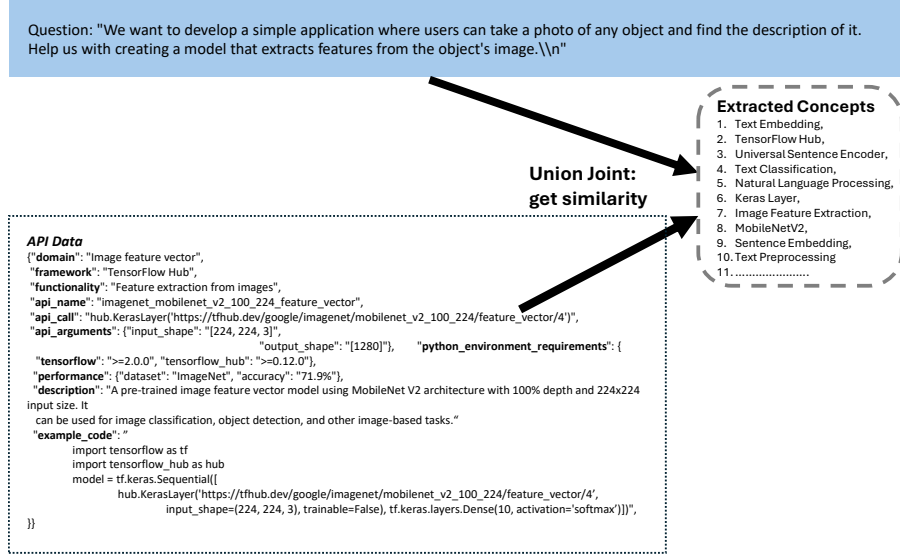 Question: "We want to develop a simple application where users can take a photo of any object and find the description of it.
Help us with creating a model that extracts features from the object's image.\\n"
Extracted Concepts
1. Text Embedding,
2. TensorFlow Hub,
3. Universal Sentence Encoder,
4. Text Classification,
5. Natural Language Processing,
6. Keras Layer,
7. Image Feature Extraction,
8. MobileNetV2,
9. Sentence Embedding,
10. Text Preprocessing
11. ......................
Union Joint:
get similarity
API Data
{"domain": "Image feature vector",
"framework": "TensorFlow Hub",
"functionality": "Feature extraction from images",
"api_name": "imagenet_mobilenet_v2_100_224_feature_vector",
"api_call": "hub.KerasLayer('https://tfhub.dev/google/imagenet/mobilenet_v2_100_224/feature_vector/4')",
"api_arguments": {"input_shape": "[224, 224, 3]",
"output_shape": "[1280]"}, "python_environment_requirements": {
"tensorflow": ">=2.0.0", "tensorflow_hub": ">=0.12.0"},
"performance": {"dataset": "ImageNet", "accuracy": "71.9%"},
"description": "A pre-trained image feature vector model using MobileNet V2 architecture with 100% depth and 224x224
input size. It
can be used for image classification, object detection, and other image-based tasks.“
"example_code": ”
import tensorflow as tf
import tensorflow_hub as hub
model = tf.keras.Sequential([
hub.KerasLayer('https://tfhub.dev/google/imagenet/mobilenet_v2_100_224/feature_vector/4’,
input_shape=(224, 224, 3), trainable=False), tf.keras.layers.Dense(10, activation='softmax’)])",
}}